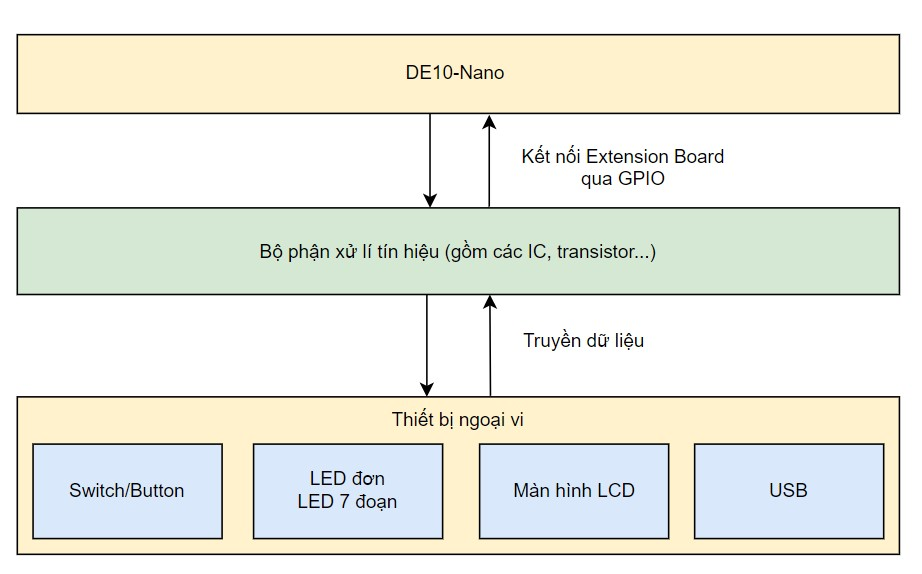 DE10-Nano
Kết nối Extension Board
qua GPIO
Bộ phận xử lí tín hiệu (gồm các IC, transistor...)
Truyền dữ liệu
Thiết bị ngoại vi
Switch/Button
LED đơn
LED 7 đoạn
Màn hình LCD
USB